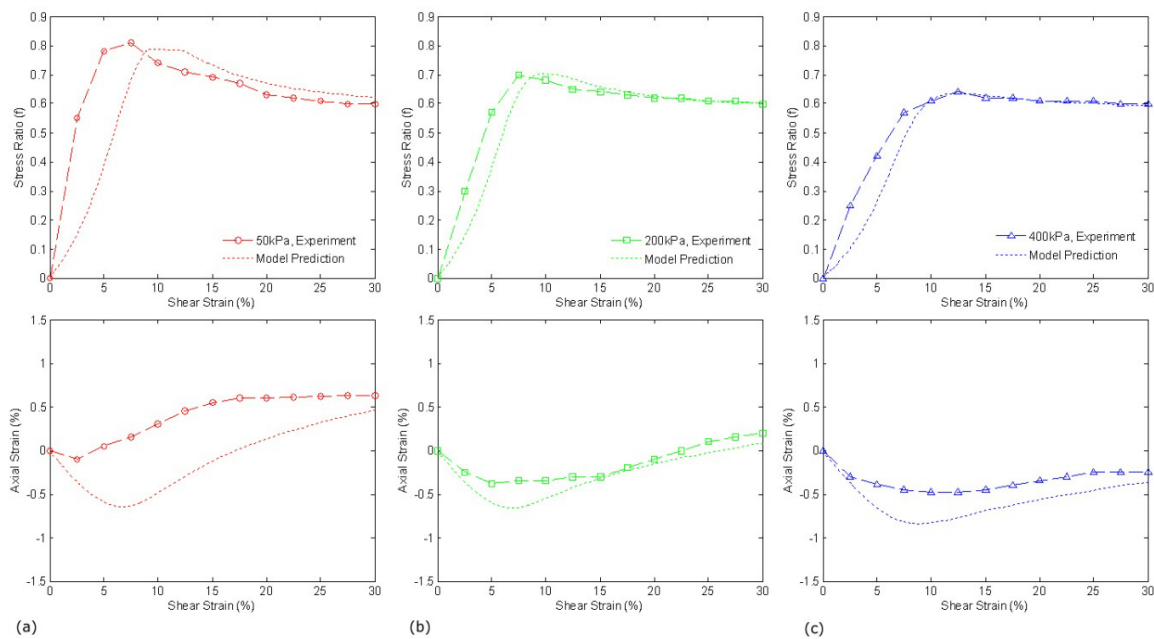 0.9
0.8
0.7
0.6
0.5
0.4
0.3
0.2
0.1
0
Stress Ratio (f)
50kPa, Experiment
Model Prediction
0 5 10 15 20 25 30
Shear Strain (%)
0.9
0.8
0.7
0.6
0.5
0.4
0.3
0.2
0.1
0
Stress Ratio (f)
200kPa, Experiment
Model Prediction
0 5 10 15 20 25 30
Shear Strain (%)
0.9
0.8
0.7
0.6
0.5
0.4
0.3
0.2
0.1
0
Stress Ratio (f)
400kPa, Experiment
Model Prediction
0 5 10 15 20 25 30
Shear Strain (%)
1.5
1
0.5
0
-0.5
-1
-1.5
Axial Strain (%)
0 5 10 15 20 25 30
Shear Strain (%)
(a)
1.5
1
0.5
0
-0.5
-1
-1.5
Axial Strain (%)
0 5 10 15 20 25 30
Shear Strain (%)
(b)
1.5
1
0.5
0
-0.5
-1
-1.5
Axial Strain (%)
0 5 10 15 20 25 30
Shear Strain (%)
(c)